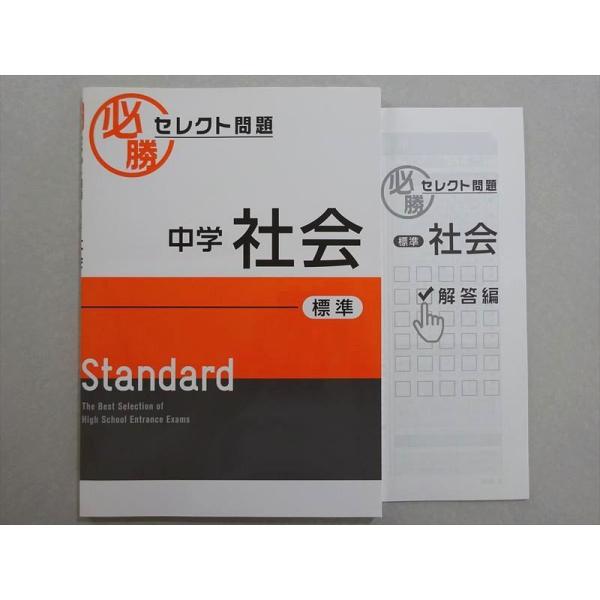 必勝
セレクト問題
中学 社会
標準
Standard
The Best Selection of
High School Entrance Exams
必勝
セレクト問題
標準 社会
解答編